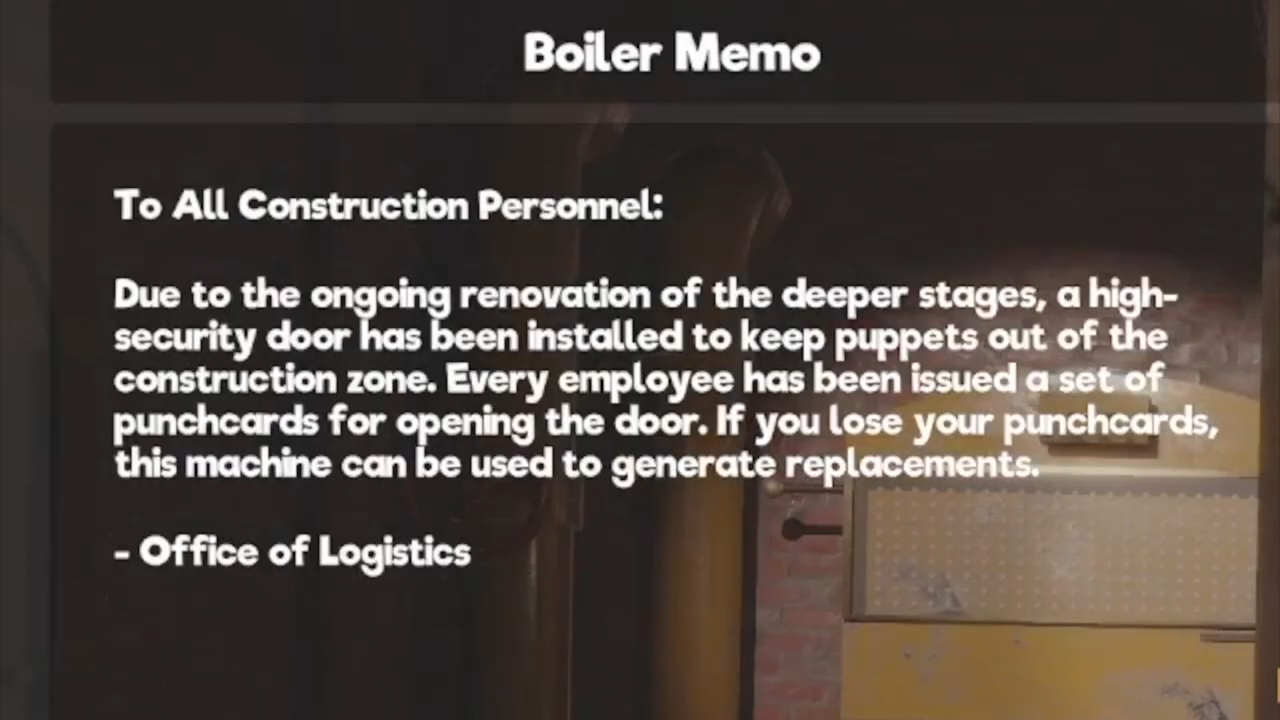 Boiler Memo
To All Construction Personnel:
Due to the ongoing renovation of the deeper stages, a high-
security door has been installed to keep puppets out of the
construction zone. Every employee has been issued a set of
punchcards for opening the door. If you lose your punchcards,
this machine can be used to generate replacements.
- Office of Logistics